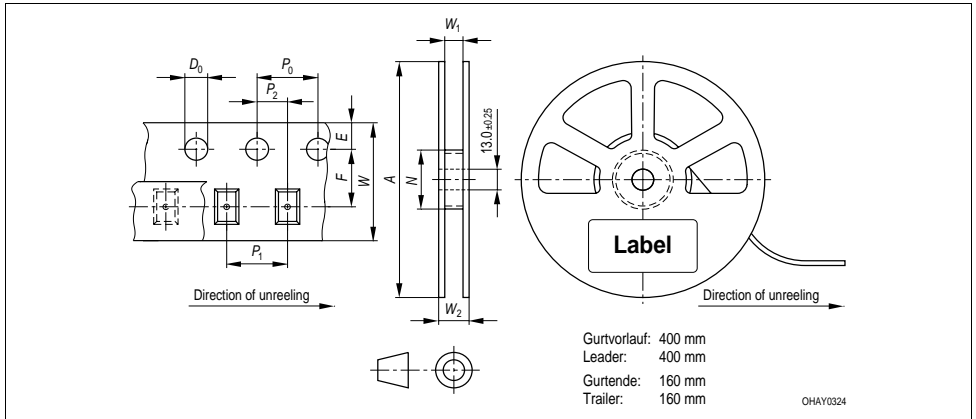 W1
D0
P0
P2
E
F
W
P1
Direction of unreeling
A
N
13.0 ±0.25
W2
Label
Direction of unreeling
Gurtvorlauf: 400 mm
Leader: 400 mm
Gurtende: 160 mm
Trailer: 160 mm
OHAY0324